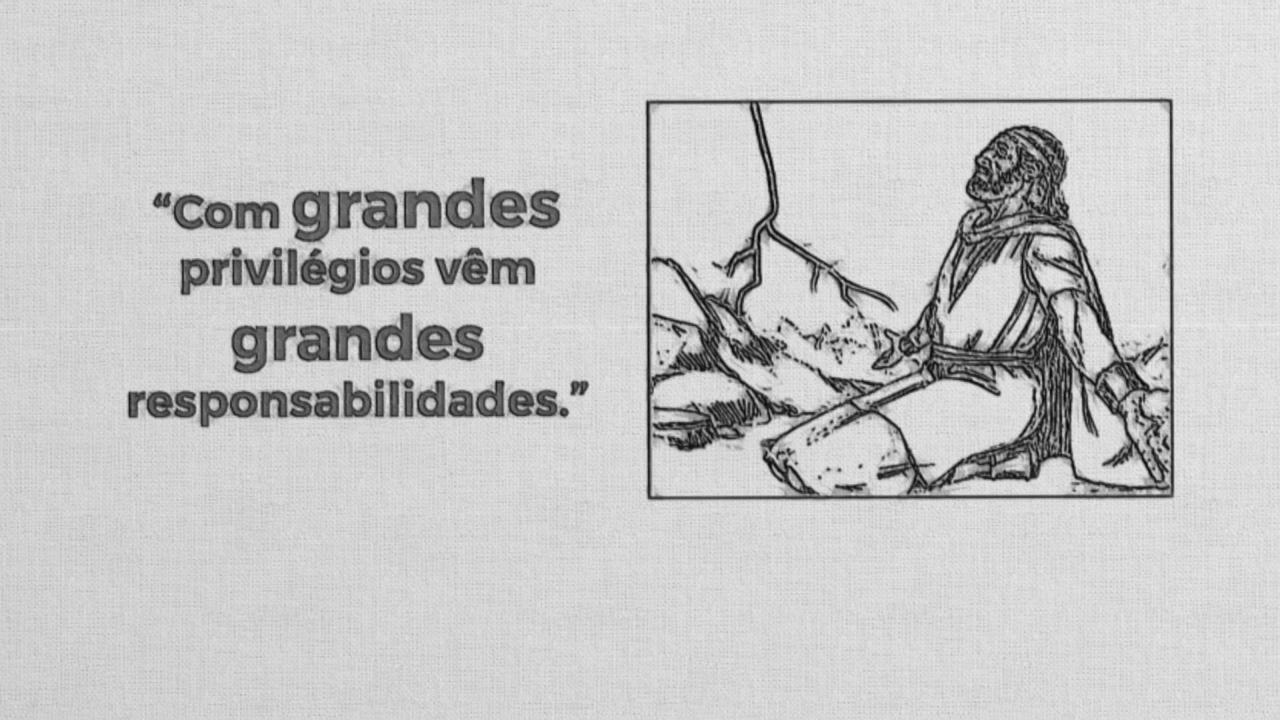 “Com grandes
privilégios vêm
grandes
responsabilidades.”